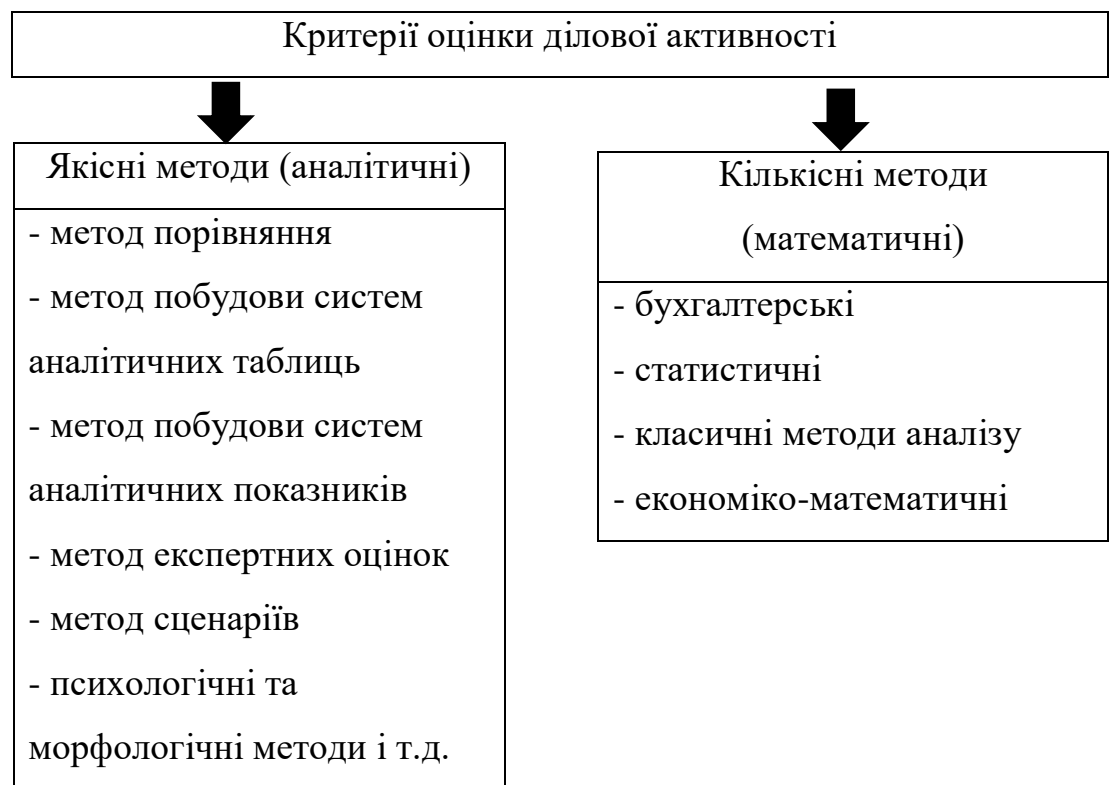 Критерії оцінки ділової активності
Якісні методи (аналітичні)
- метод порівняння
- метод побудови систем
аналітичних таблиць
- метод побудови систем
аналітичних показників
- метод експертних оцінок
- метод сценаріїв
- психологічні та
морфологічні методи і т.д.
Кількісні методи
(математичні)
- бухгалтерські
- статистичні
- класичні методи аналізу
- економіко-математичні